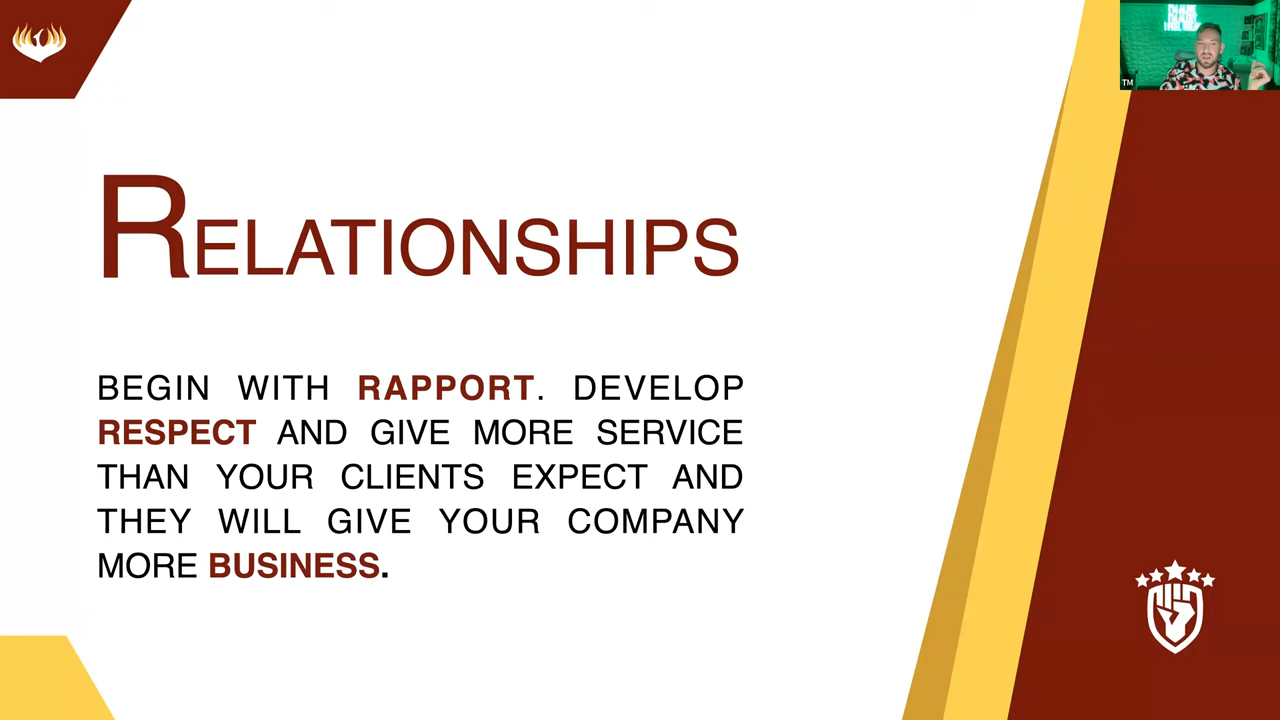 RELATIONSHIPS
BEGIN WITH RAPPORT. DEVELOP
RESPECT AND GIVE MORE SERVICE
THAN YOUR CLIENTS EXPECT AND
THEY WILL GIVE YOUR COMPANY
MORE BUSINESS.
TM